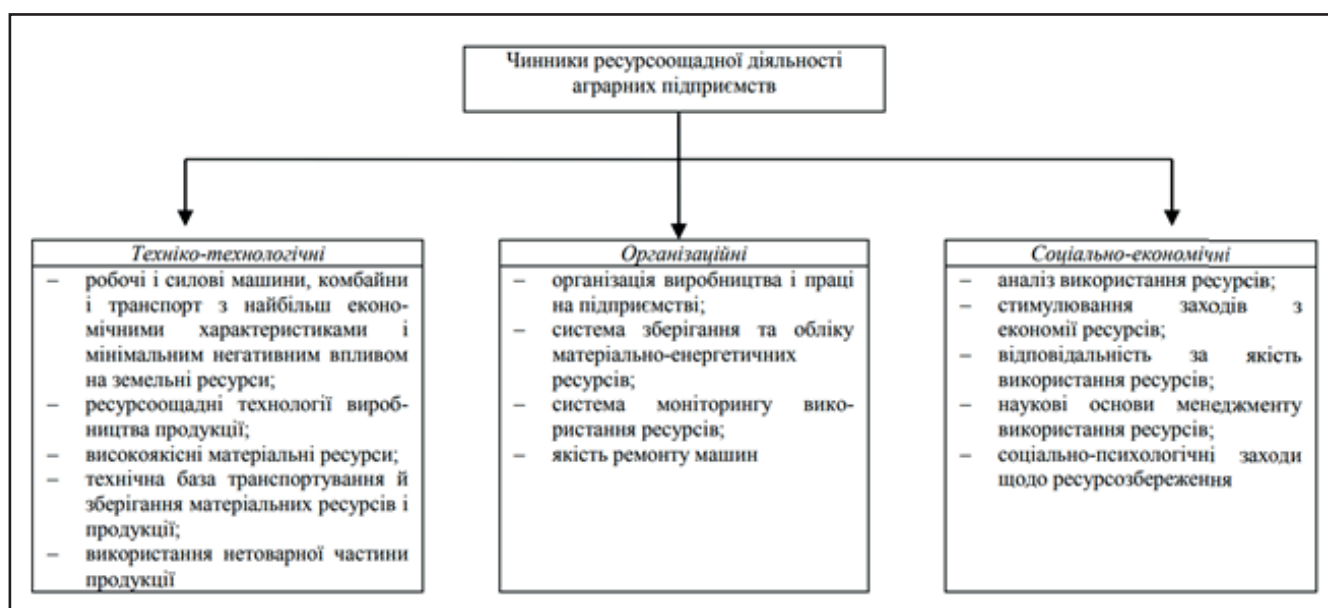 Чинники ресурсоощадної діяльності
аграрних підприємств
Техніко-технологічні
– робочі і силові машини, комбайни
і транспорт з найбільш еконо-
мічними характеристиками і
мінімальним негативним впливом
на земельні ресурси;
– ресурсоощадні технології вироб-
ництва продукції;
– високоякісні матеріальні ресурси;
– технічна база транспортування й
зберігання матеріальних ресурсів і
продукції;
– використання нетоварної частини
продукції
Організаційні
– організація виробництва і праці
на підприємстві;
– система зберігання та обліку
матеріально-енергетичних
ресурсів;
– система моніторингу вико-
ристання ресурсів;
– якість ремонту машин
Соціально-економічні
– аналіз використання ресурсів;
– стимулювання заходів з
економії ресурсів;
– відповідальність за якість
використання ресурсів;
– наукові основи менеджменту
використання ресурсів;
– соціально-психологічні заходи
щодо ресурсозбереження